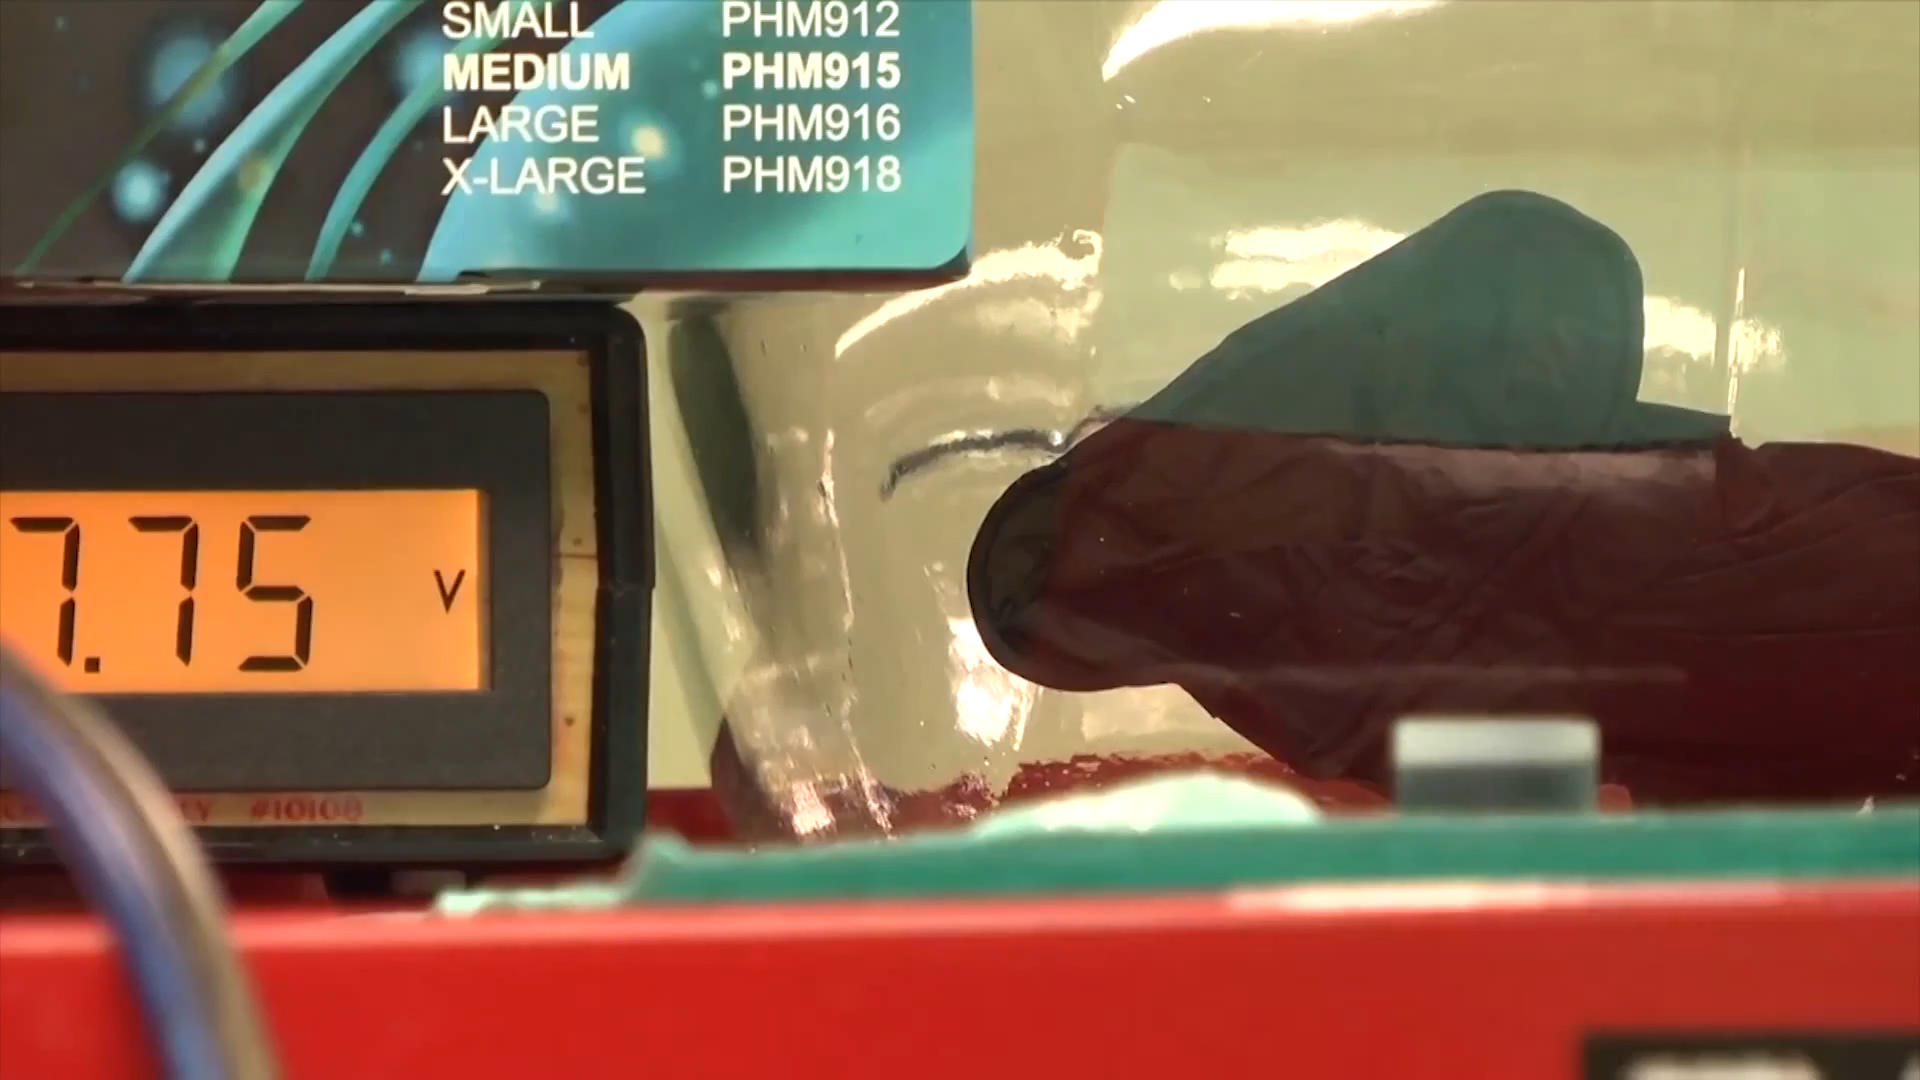 SMALL PHM912
MEDIUM PHM915
LARGE PHM916
X-LARGE PHM918
7.75 V
#10108